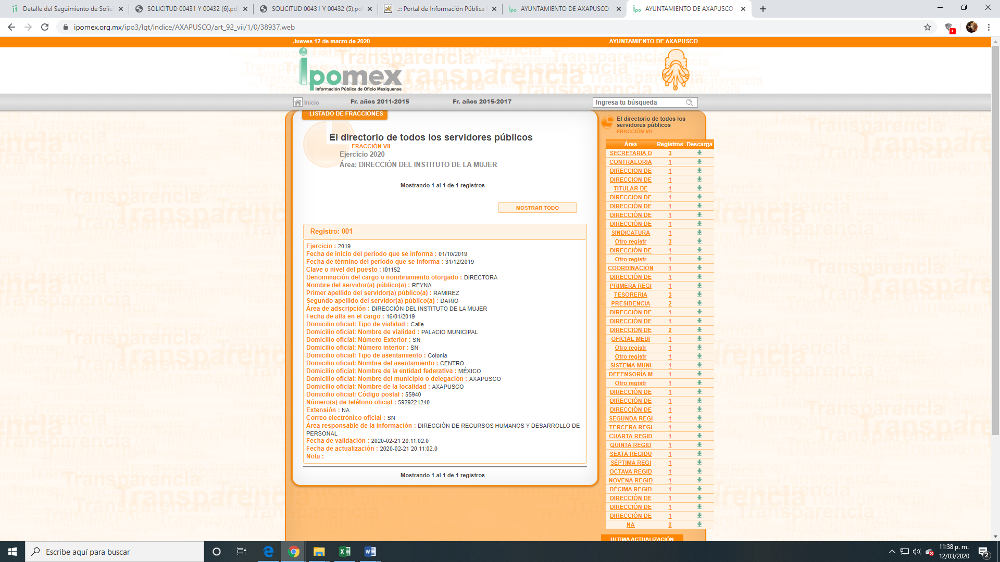 Detalle del Seguimiento de Solici
SOLICITUD 00431 Y 00432 (6).pd
SOLICITUD 00431 Y 00432 (5).pd
..:: Portal de Información Pública
AYUNTAMIENTO DE AXAPUSCO
AYUNTAMIENTO DE AXAPUSCO
ipomex.org.mx/ipo3/lgt/indice/AXAPUSCO/art_92_vii/1/0/38937.web
Jueves 12 de marzo de 2020
AYUNTAMIENTO DE AXAPUSCO
Transparencia
ipomex
Información Pública de Oficio Mexiquense
Inicio
Fr. años 2011-2015
Fr. años 2015-2017
Ingresa tu búsqueda
LISTADO DE FRACCIONES
El directorio de todos los servidores públicos
FRACCIÓN VII
Ejercicio 2020
Área: DIRECCIÓN DEL INSTITUTO DE LA MUJER
Mostrando 1 al 1 de 1 registros
MOSTRAR TODO
Registro: 001
Ejercicio : 2019
Fecha de inicio del periodo que se informa : 01/10/2019
Fecha de término del periodo que se informa : 31/12/2019
Clave o nivel del puesto : I01152
Denominación del cargo o nombramiento otorgado : DIRECTORA
Nombre del servidor(a) público(a) : REYNA
Primer apellido del servidor(a) público(a) : RAMIREZ
Segundo apellido del servidor(a) público(a) : DARIO
Área de adscripción : DIRECCIÓN DEL INSTITUTO DE LA MUJER
Fecha de alta en el cargo : 16/01/2019
Domicilio oficial: Tipo de vialidad : Calle
Domicilio oficial: Nombre de vialidad : PALACIO MUNICIPAL
Domicilio oficial: Número Exterior : SN
Domicilio oficial: Número interior : SN
Domicilio oficial: Tipo de asentamiento : Colonia
Domicilio oficial: Nombre del asentamiento : CENTRO
Domicilio oficial: Nombre de la entidad federativa : MÉXICO
Domicilio oficial: Nombre del municipio o delegación : AXAPUSCO
Domicilio oficial: Nombre de la localidad : AXAPUSCO
Domicilio oficial: Código postal : 55940
Número(s) de teléfono oficial : 5929221240
Extensión : NA
Correo electrónico oficial : SN
Área responsable de la información : DIRECCIÓN DE RECURSOS HUMANOS Y DESARROLLO DE
PERSONAL
Fecha de validación : 2020-02-21 20:11:02.0
Fecha de actualización : 2020-02-21 20:11:02.0
Nota :
Mostrando 1 al 1 de 1 registros
El directorio de todos los
servidores públicos
FRACCIÓN VII
Área Registros Descarga
SECRETARIA D 3
CONTRALORIA 1
DIRECCION DE 1
DIRECCION DE 1
TITULAR DE 1
DIRECCION DE 1
DIRECCIÓN DE 1
DIRECCIÓN DE 1
DIRECCIÓN DE 1
SINDICATURA 1
Otro registr 3
DIRECCIÓN DE 1
Otro registr 1
COORDINACIÓN 1
DIRECCIÓN DE 1
PRIMERA REGI 1
TESORERIA 3
PRESIDENCIA 2
DIRECCIÓN DE 1
DIRECCIÓN DE 1
DIRECCION DE 2
OFICIAL MEDI 1
Otro registr 1
Otro registr 1
SISTEMA MUNI 1
DEFENSORÍA M 1
Otro registr 1
DIRECCIÓN DE 1
DIRECCIÓN DE 1
DIRECCIÓN DE 1
SEGUNDA REGI 1
TERCERA REGI 1
CUARTA REGID 1
QUINTA REGID 1
SEXTA REGIDU 1
SÉPTIMA REGI 1
OCTAVA REGID 1
NOVENA REGID 1
DÉCIMA REGID 1
DIRECCIÓN DE 1
DIRECCIÓN DE 1
DIRECCIÓN DE 1
NA 0
ULTIMA ACTUALIZACIÓN
Escribe aquí para buscar
11:38 p. m.
12/03/2020
2